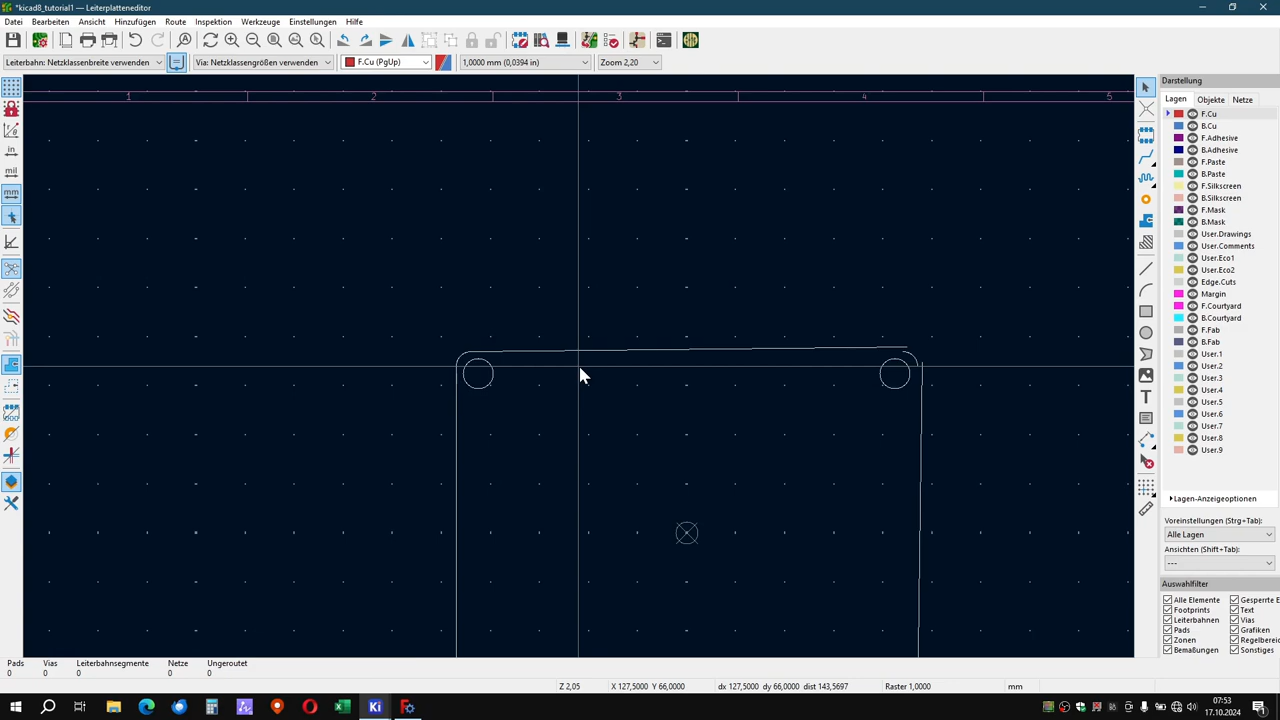 *kicad8_tutorial1 — Leiterplatteneditor
Datei Bearbeiten Ansicht Hinzufügen Route Inspektion Werkzeuge Einstellungen Hilfe
Leiterbahn: Netzklassenbreite verwenden Via: Netzklassengrößen verwenden F.Cu (PgUp) 1,0000 mm (0,0394 in) Zoom 2,20
1 2 3 4 5
in
mil
mm
Darstellung
Lagen Objekte Netze
F.Cu
B.Cu
F.Adhesive
B.Adhesive
F.Paste
B.Paste
F.Silkscreen
B.Silkscreen
F.Mask
B.Mask
User.Drawings
User.Comments
User.Eco1
User.Eco2
Edge.Cuts
Margin
F.Courtyard
B.Courtyard
F.Fab
B.Fab
User.1
User.2
User.3
User.4
User.5
User.6
User.7
User.8
User.9
Lagen-Anzeigeoptionen
Voreinstellungen (Strg+Tab):
Alle Lagen
Ansichten (Shift+Tab):
---
Auswahlfilter
Alle Elemente Gesperrte E
Footprints Text
Leiterbahnen Vias
Pads Grafiken
Zonen Regelbereic
Bemaßungen Sonstiges
Pads Vias Leiterbahnsegmente Netze Ungeroutet
0 0 0 0 0
Z 2,05 X 127,5000 Y 66,0000 dx 127,5000 dy 66,0000 dist 143,5697 Raster 1,0000 mm
Ki
07:53
17.10.2024